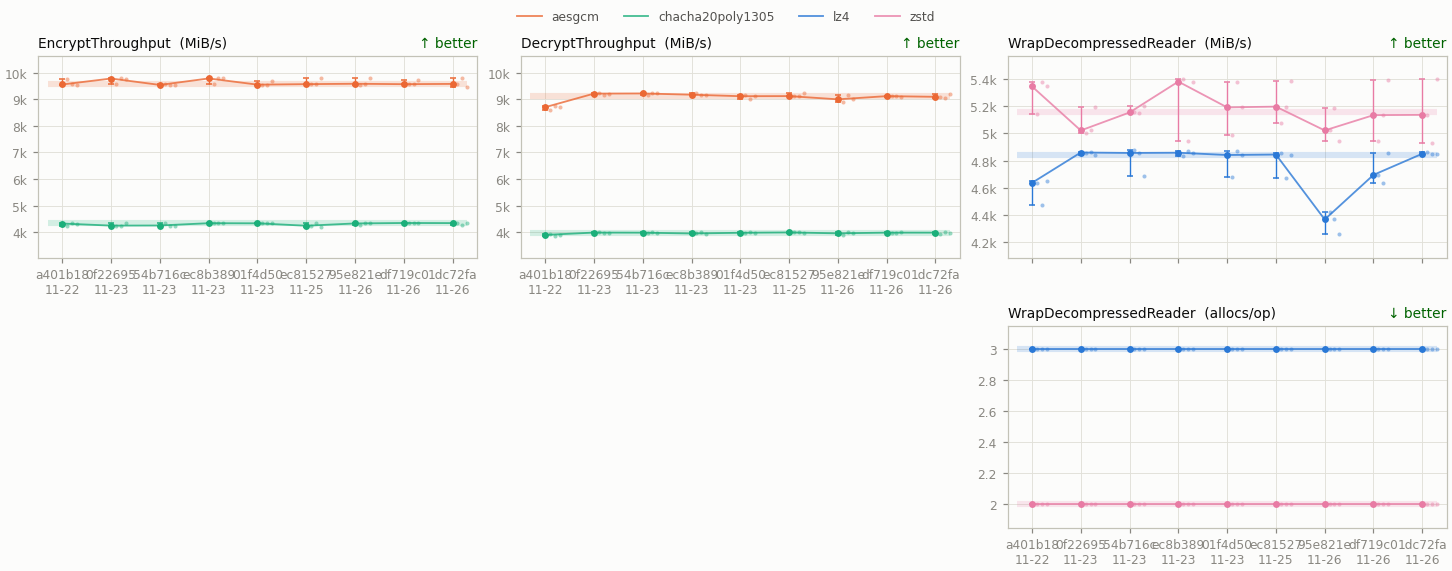 aesgcm chacha20poly1305 lz4 zstd
EncryptThroughput (MiB/s) ↑ better
10k
9k
8k
7k
6k
5k
4k
a401b18 0f22695 54b716c ec8b389 01f4d50 ec81527 95e821e df719c0 1dc72fa
11-22 11-23 11-23 11-23 11-23 11-25 11-26 11-26 11-26
DecryptThroughput (MiB/s) ↑ better
10k
9k
8k
7k
6k
5k
4k
a401b18 0f22695 54b716c ec8b389 01f4d50 ec81527 95e821e df719c0 1dc72fa
11-22 11-23 11-23 11-23 11-23 11-25 11-26 11-26 11-26
WrapDecompressedReader (MiB/s) ↑ better
5.4k
5.2k
5k
4.8k
4.6k
4.4k
4.2k
WrapDecompressedReader (allocs/op) ↓ better
3
2.8
2.6
2.4
2.2
2
a401b18 0f22695 54b716c ec8b389 01f4d50 ec81527 95e821e df719c0 1dc72fa
11-22 11-23 11-23 11-23 11-23 11-25 11-26 11-26 11-26